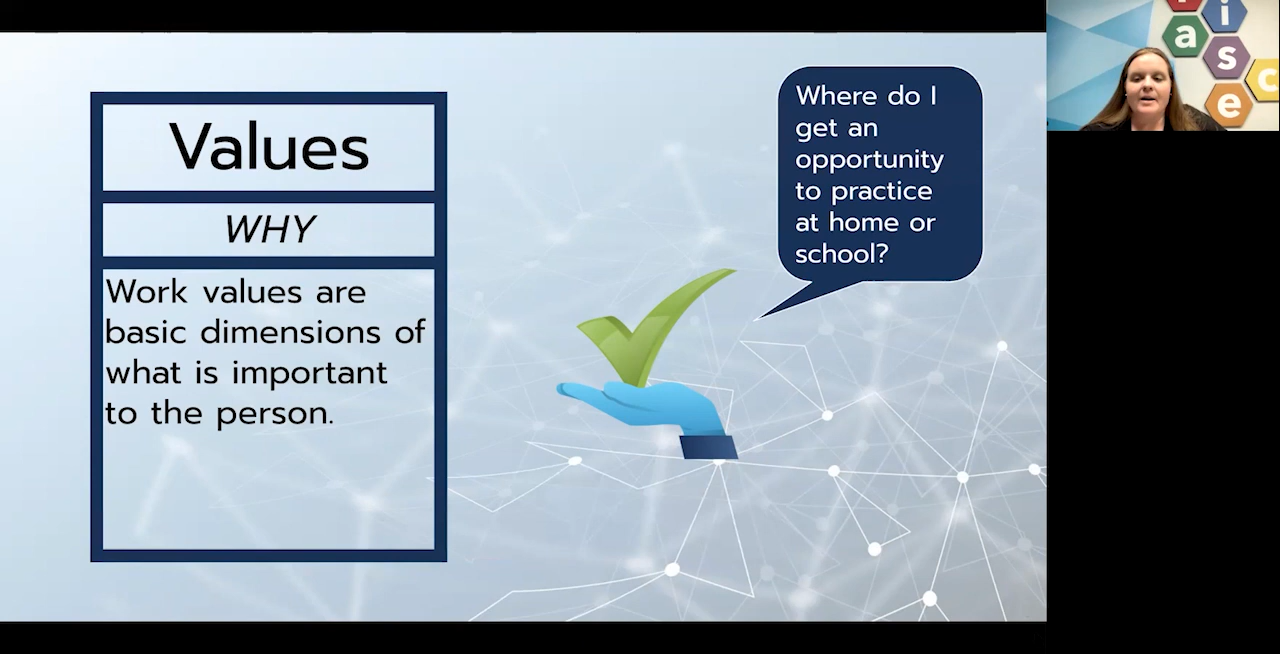 Values
WHY
Work values are
basic dimensions of
what is important
to the person.
Where do I
get an
opportunity
to practice
at home or
school?
i
a
s
c
e